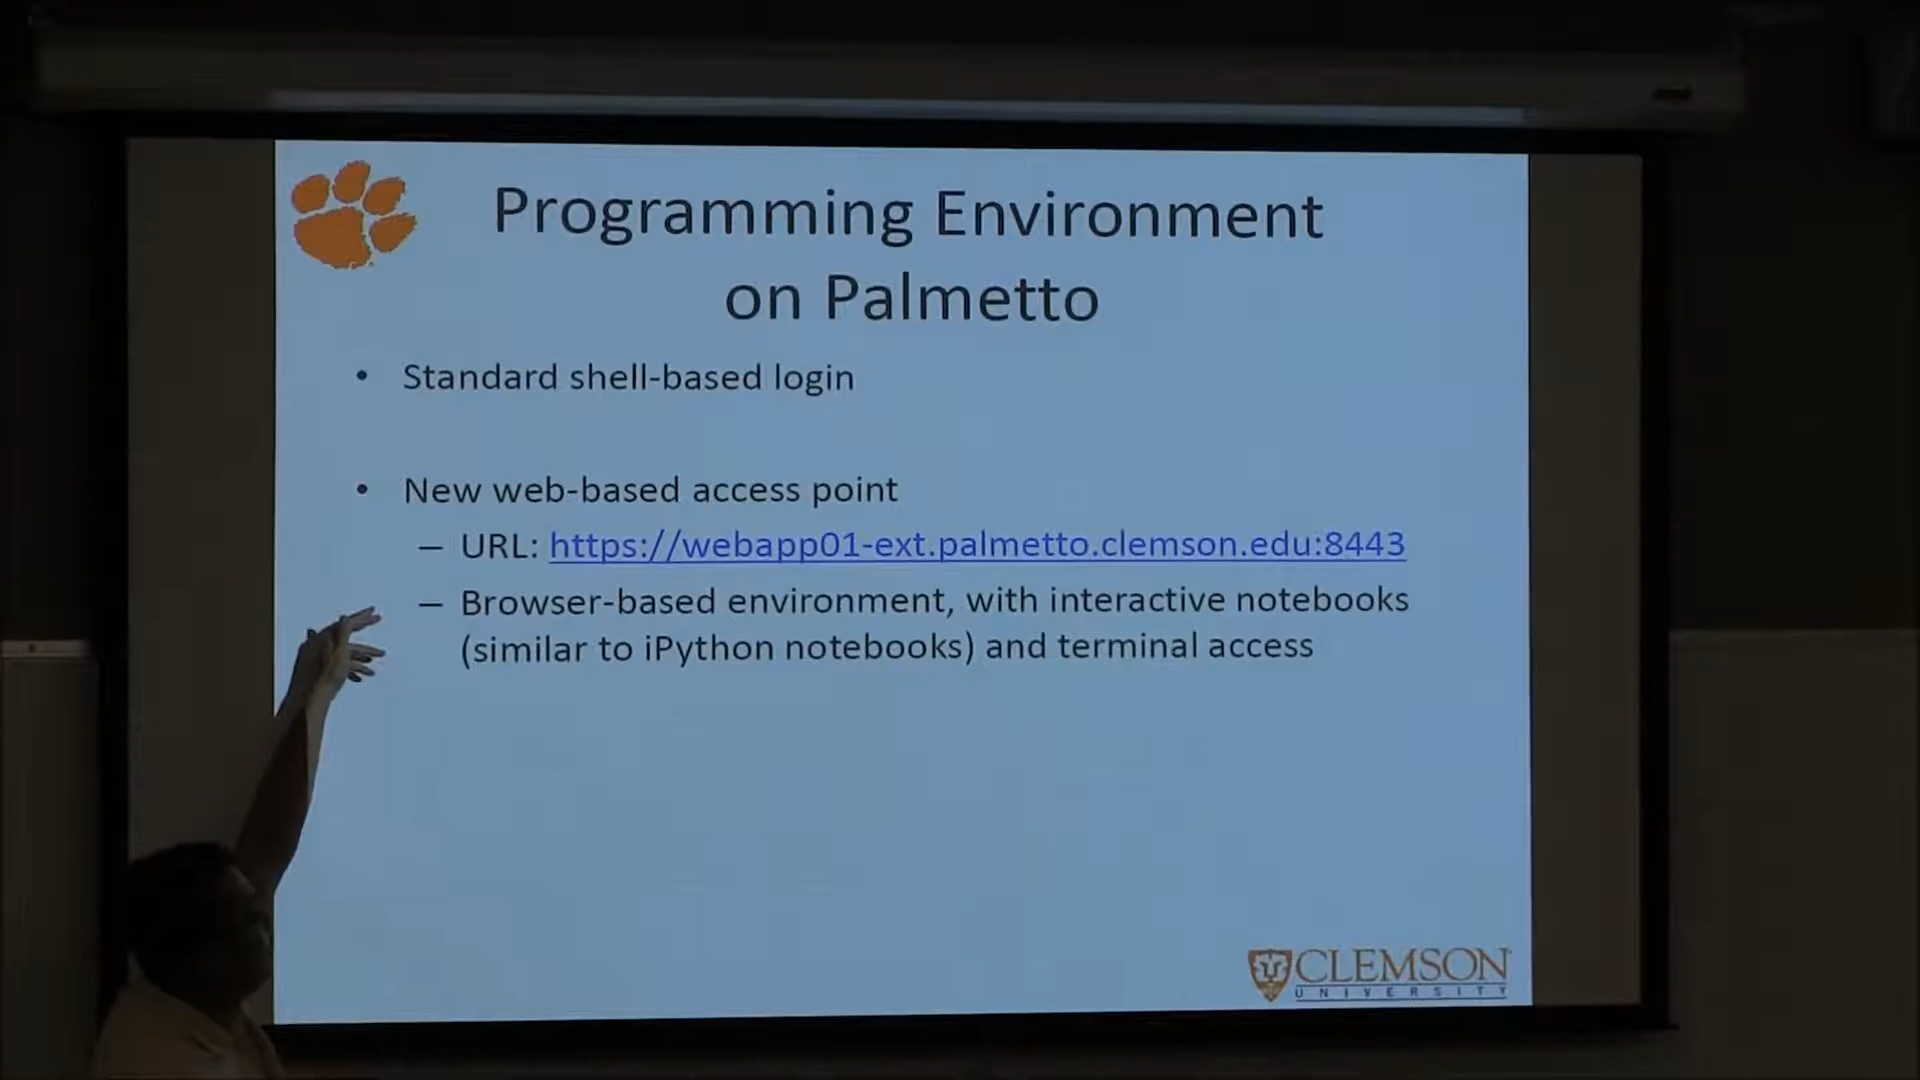 Programming Environment
on Palmetto
• Standard shell-based login
• New web-based access point
– URL: https://webapp01-ext.palmetto.clemson.edu:8443
– Browser-based environment, with interactive notebooks
(similar to iPython notebooks) and terminal access
CLEMSON
UNIVERSITY